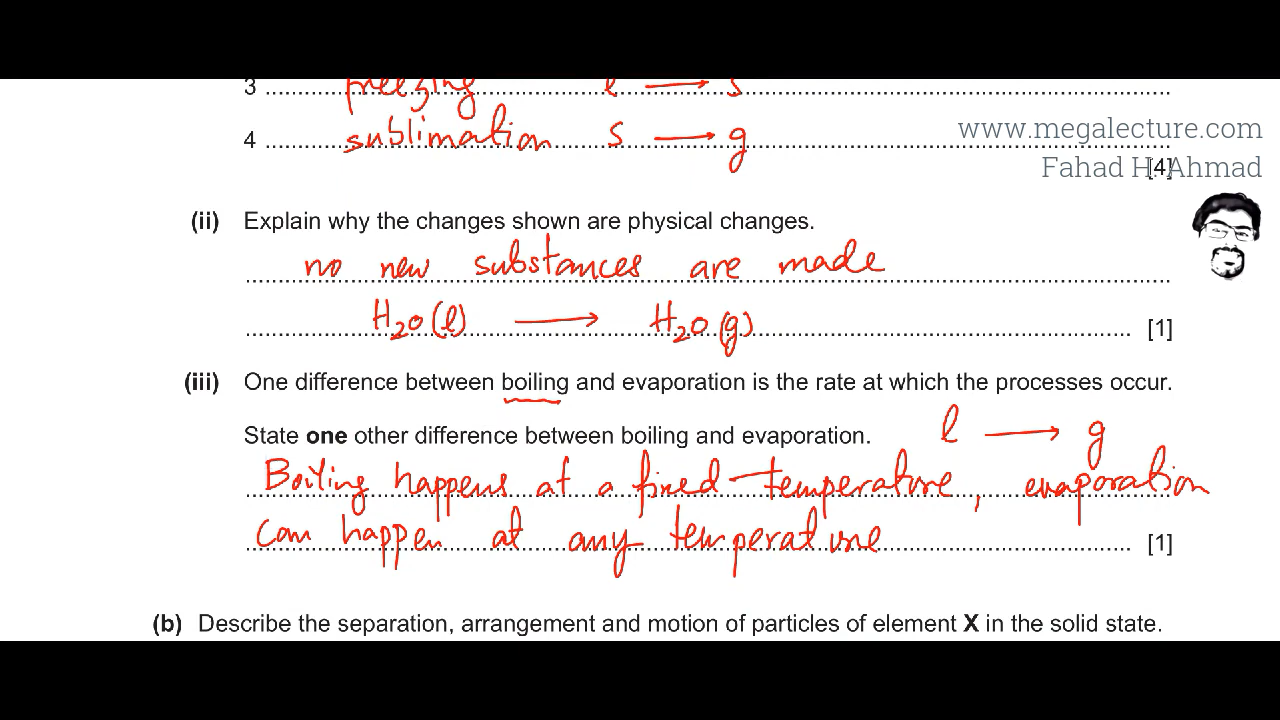 3 freezing l → s
www.megalecture.com
4 sublimation s → g
Fahad H. Ahmad
[4]
(ii) Explain why the changes shown are physical changes.
no new substances are made
H2O(l) → H2O(g) [1]
(iii) One difference between boiling and evaporation is the rate at which the processes occur.
State one other difference between boiling and evaporation. l → g
Boiling happens at a fixed temperature, evaporation
can happen at any temperature [1]
(b) Describe the separation, arrangement and motion of particles of element X in the solid state.